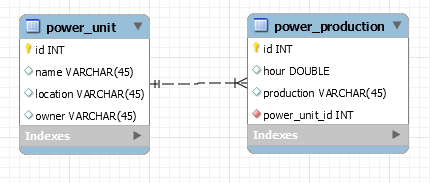 power_unit
id INT
name VARCHAR(45)
location VARCHAR(45)
owner VARCHAR(45)
Indexes
power_production
id INT
hour DOUBLE
production VARCHAR(45)
power_unit_id INT
Indexes